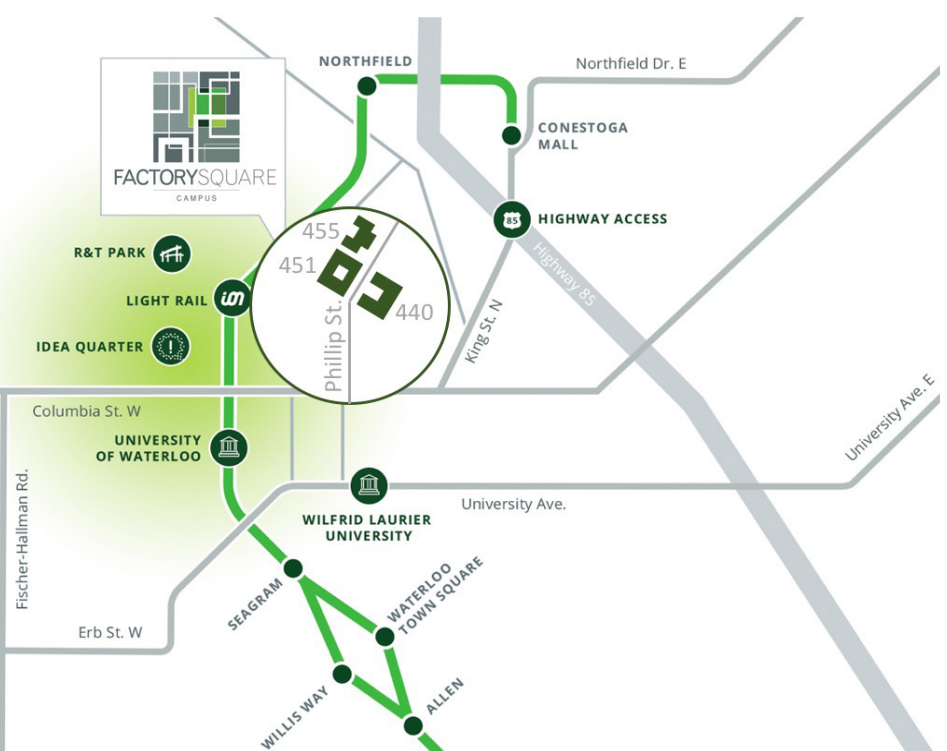 NORTHFIELD
Northfield Dr. E
CONESTOGA
MALL
FACTORYSQUARE
CAMPUS
85
HIGHWAY ACCESS
R&T PARK
455
451
440
Phillip St.
Highway 85
LIGHT RAIL
ion
King St. N
IDEA QUARTER
!
Columbia St. W
UNIVERSITY
OF WATERLOO
University Ave. E
Fischer-Hallman Rd.
University Ave.
WILFRID LAURIER
UNIVERSITY
SEAGRAM
WATERLOO
TOWN SQUARE
Erb St. W
WILLIS WAY
ALLEN